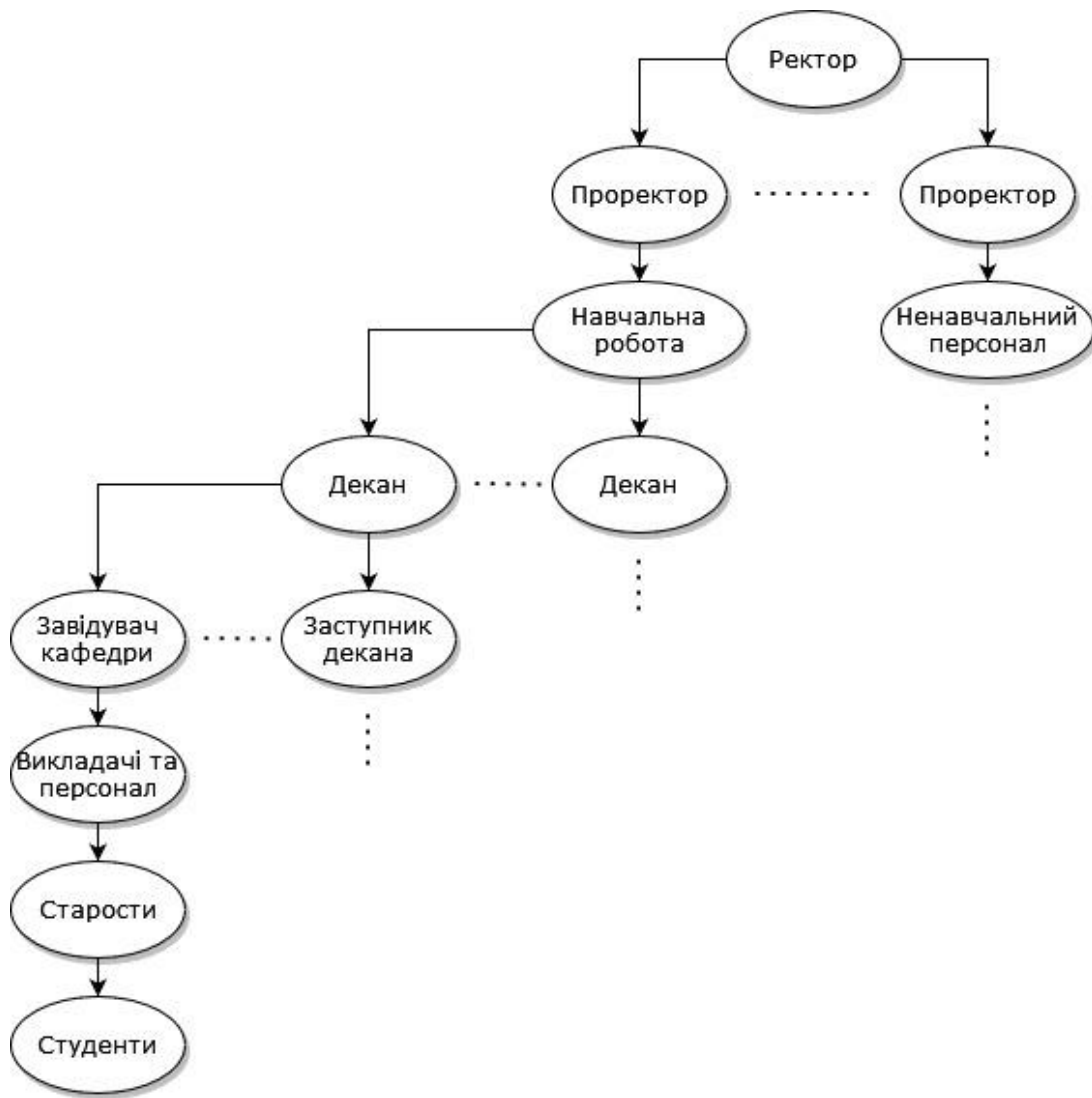 Ректор
Проректор
Проректор
Навчальна
робота
Ненавчальний
персонал
Декан
Декан
Завідувач
кафедри
Заступник
декана
Викладачі та
персонал
Старости
Студенти